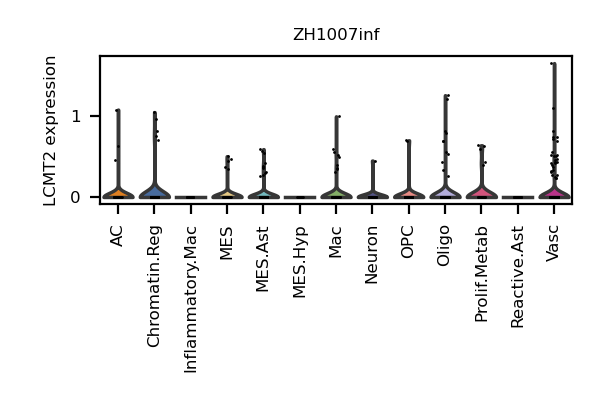 ZH1007inf
LCMT2 expression
1
0
AC
Chromatin.Reg
Inflammatory.Mac
MES
MES.Ast
MES.Hyp
Mac
Neuron
OPC
Oligo
Prolif.Metab
Reactive.Ast
Vasc